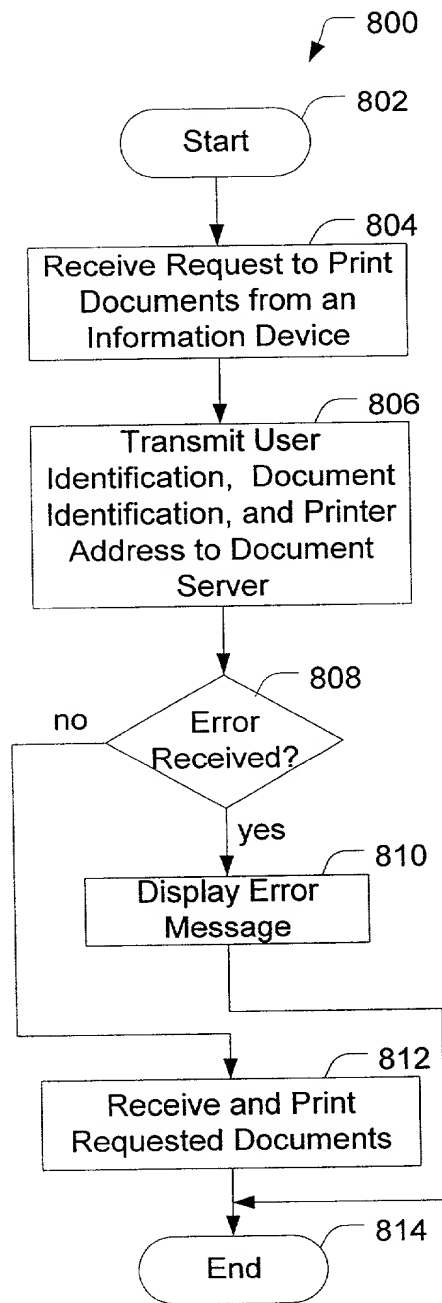 800
802
Start
804
Receive Request to Print
Documents from an
Information Device
806
Transmit User
Identification, Document
Identification, and Printer
Address to Document
Server
808
no
Error
Received?
yes
810
Display Error
Message
812
Receive and Print
Requested Documents
814
End